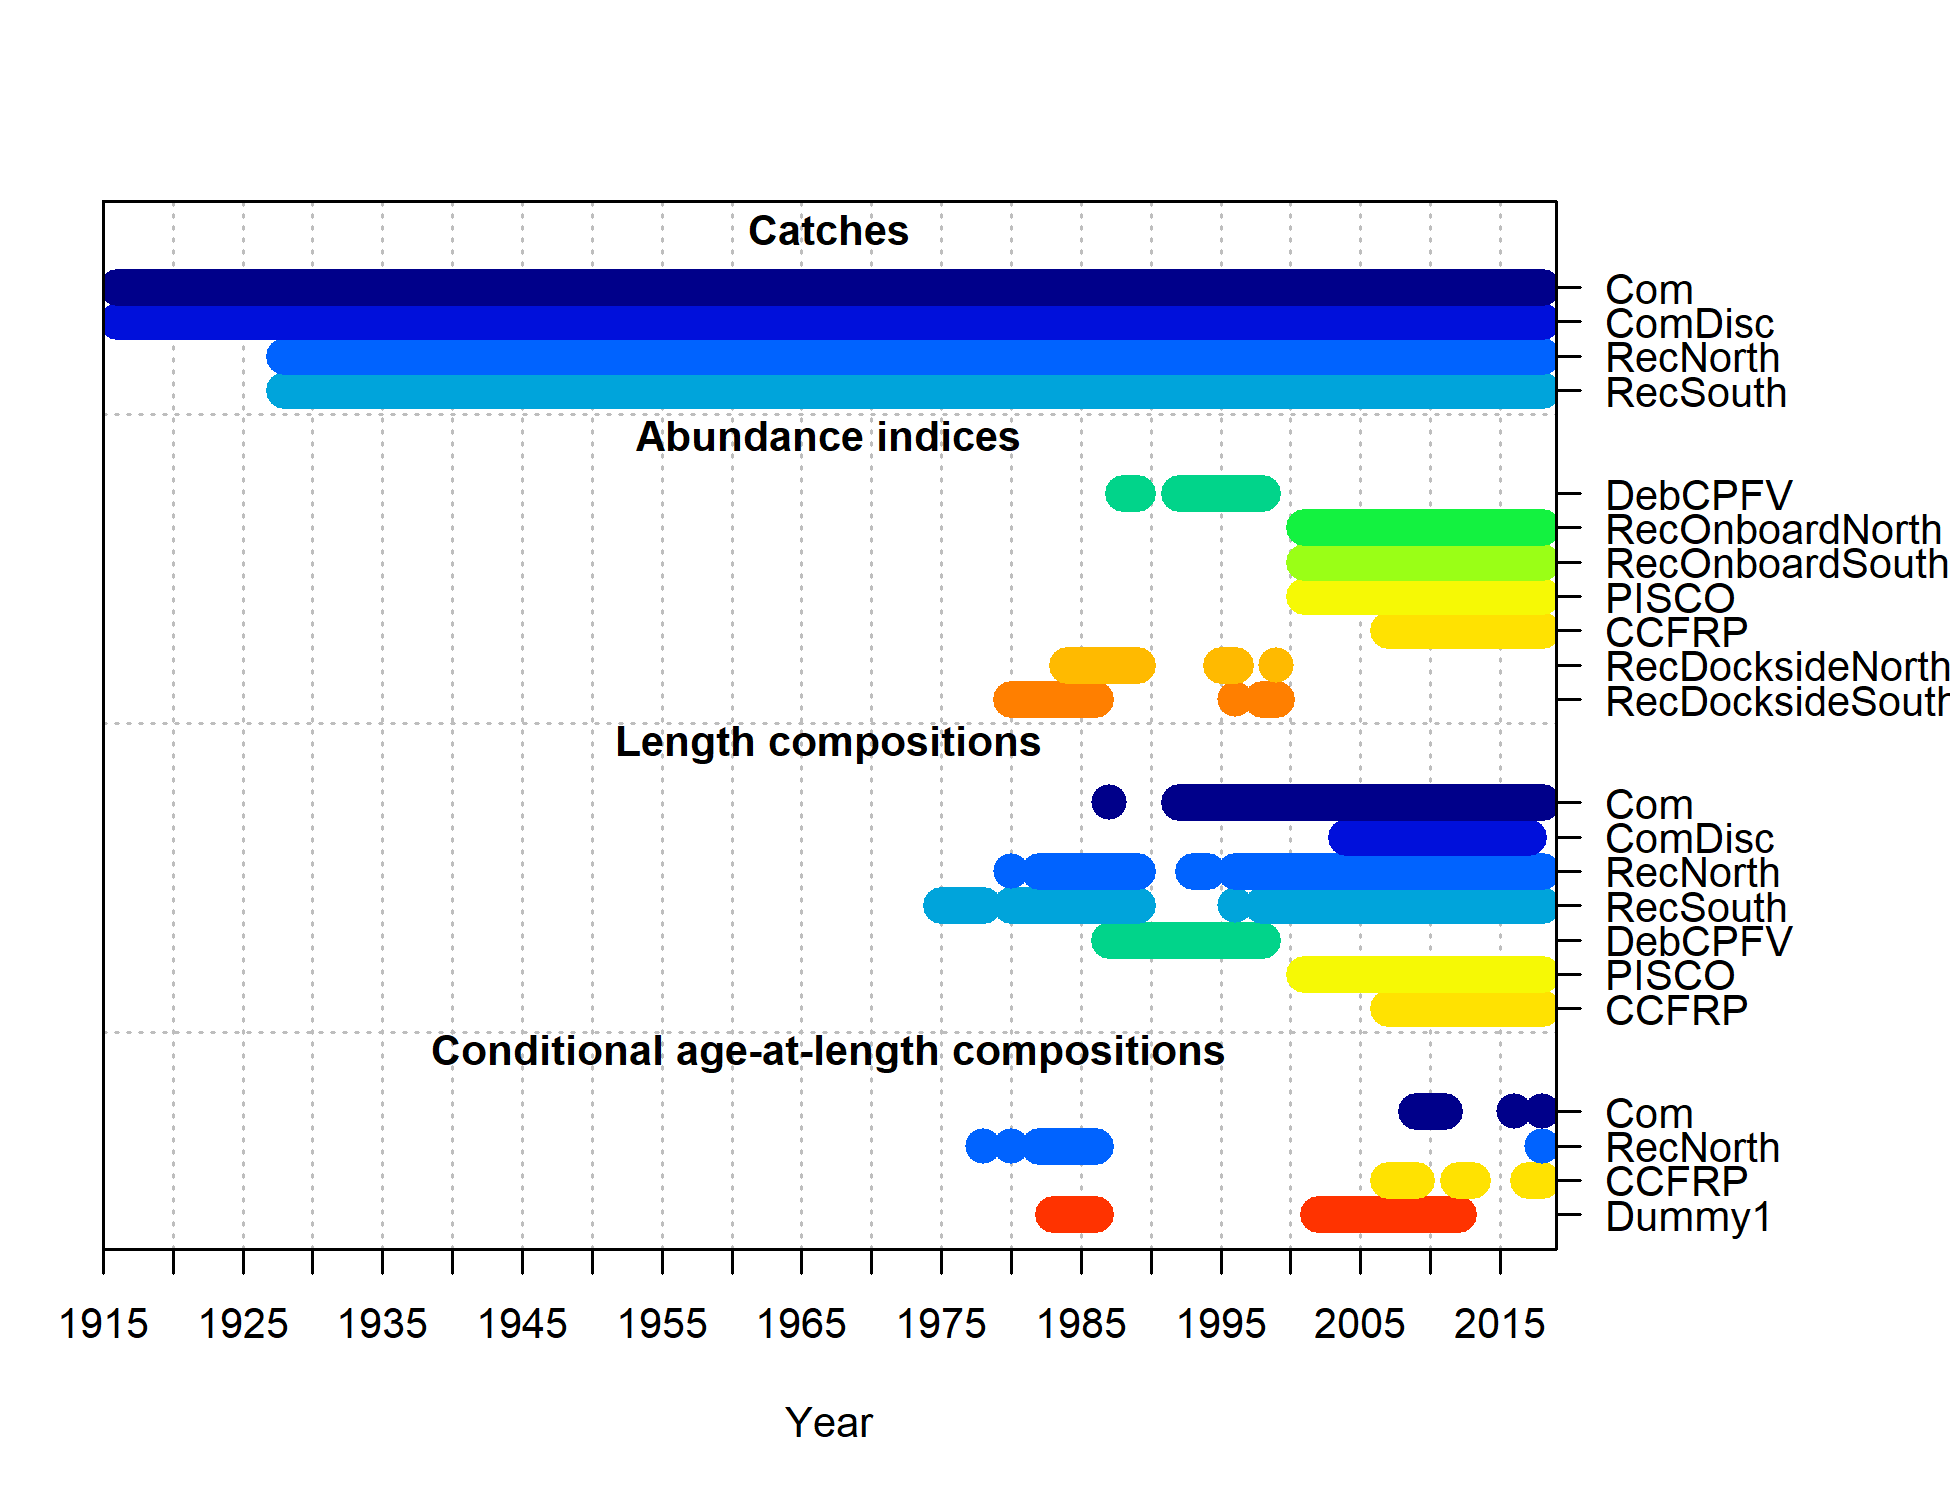 Catches
Com
ComDisc
RecNorth
RecSouth
Abundance indices
DebCPFV
RecOnboardNorth
RecOnboardSouth
PISCO
CCFRP
RecDocksideNorth
RecDocksideSouth
Length compositions
Com
ComDisc
RecNorth
RecSouth
DebCPFV
PISCO
CCFRP
Conditional age-at-length compositions
Com
RecNorth
CCFRP
Dummy1
1915 1925 1935 1945 1955 1965 1975 1985 1995 2005 2015
Year